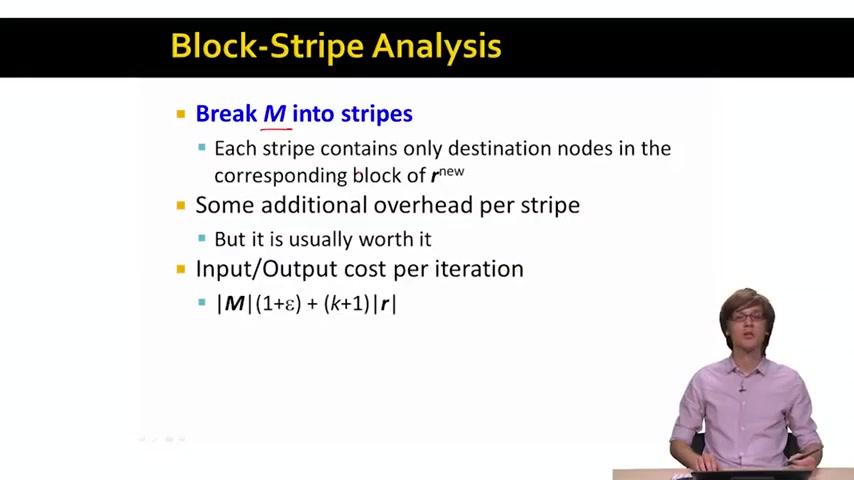 Block-Stripe Analysis
Break M into stripes
Each stripe contains only destination nodes in the
corresponding block of r^new
Some additional overhead per stripe
But it is usually worth it
Input/Output cost per iteration
|M|(1+ε) + (k+1)|r|